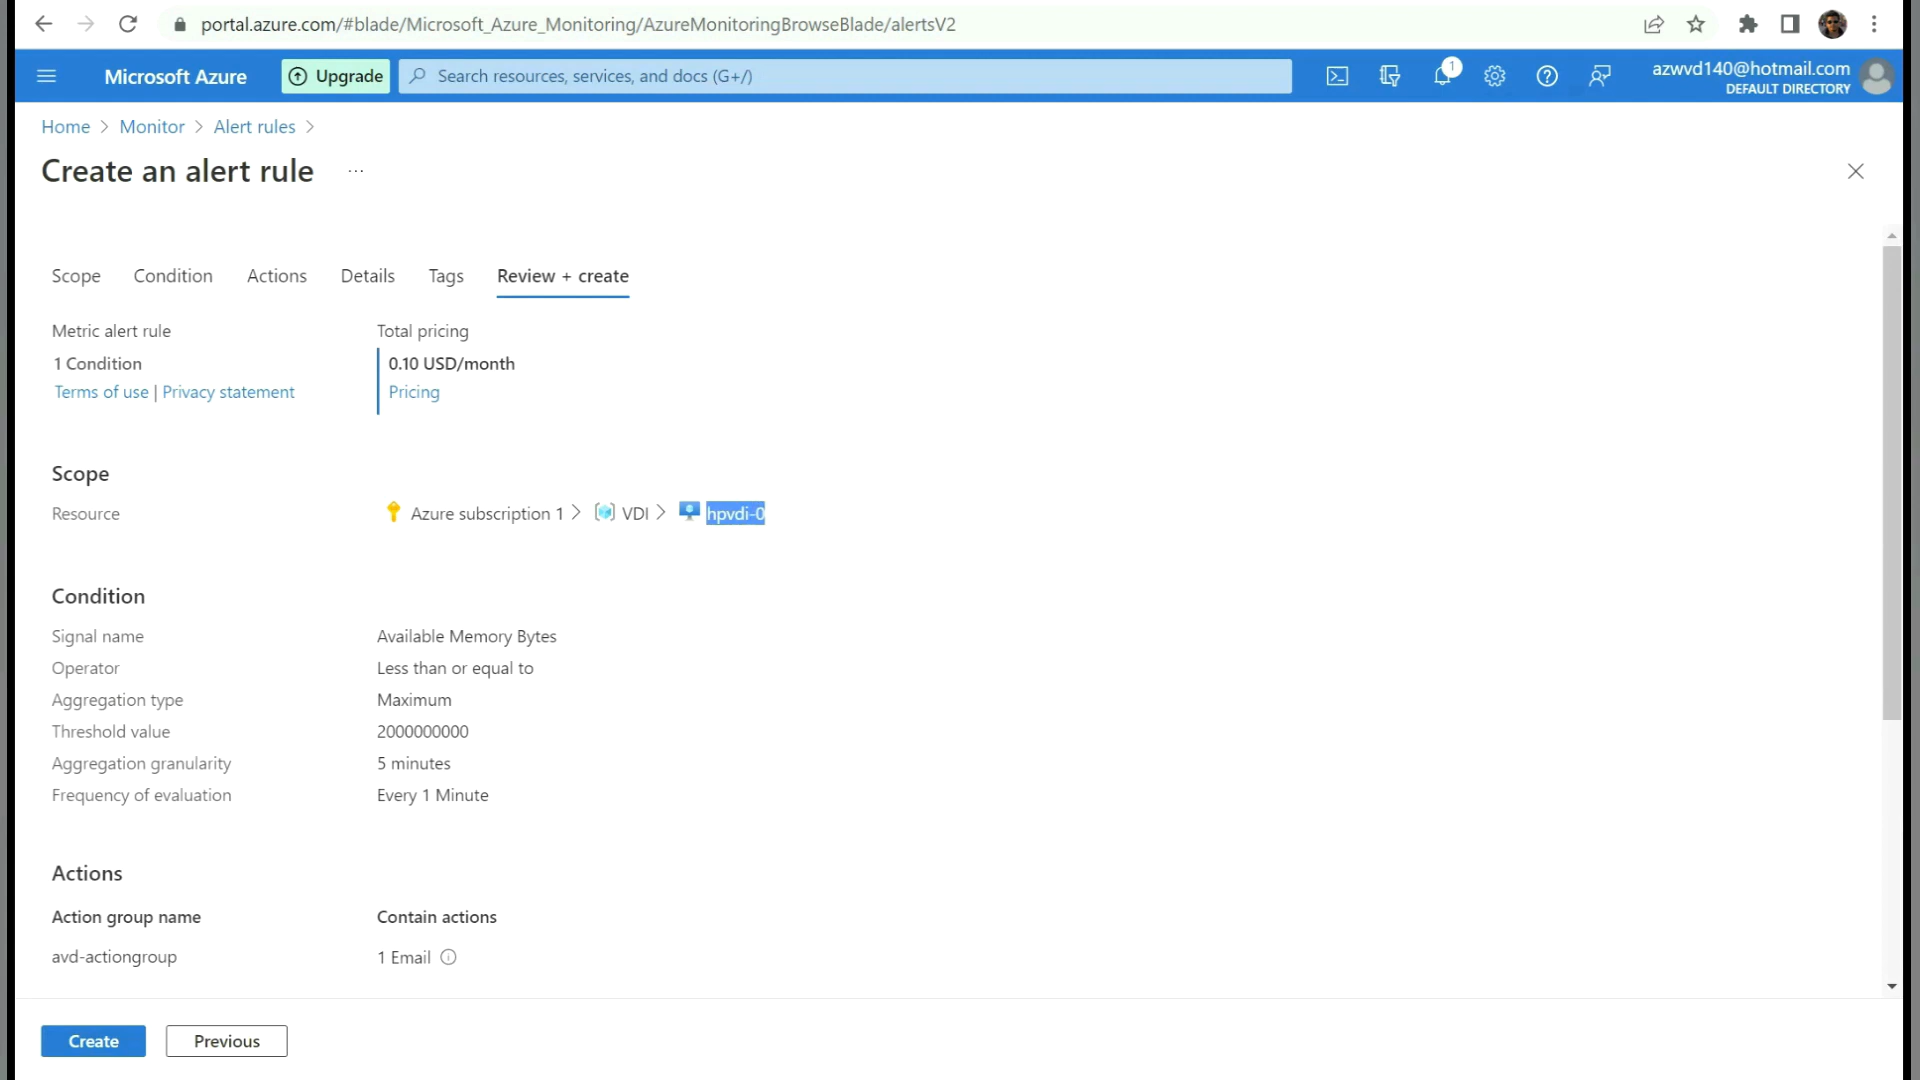 portal.azure.com/#blade/Microsoft_Azure_Monitoring/AzureMonitoringBrowseBlade/alertsV2
Microsoft Azure
Upgrade
Search resources, services, and docs (G+/)
1
azwvd140@hotmail.com
DEFAULT DIRECTORY
Home > Monitor > Alert rules >
Create an alert rule ...
Scope Condition Actions Details Tags Review + create
Metric alert rule Total pricing
1 Condition 0.10 USD/month
Terms of use | Privacy statement Pricing
Scope
Resource Azure subscription 1 > VDI > hpvdi-0
Condition
Signal name Available Memory Bytes
Operator Less than or equal to
Aggregation type Maximum
Threshold value 2000000000
Aggregation granularity 5 minutes
Frequency of evaluation Every 1 Minute
Actions
Action group name Contain actions
avd-actiongroup 1 Email
Create Previous